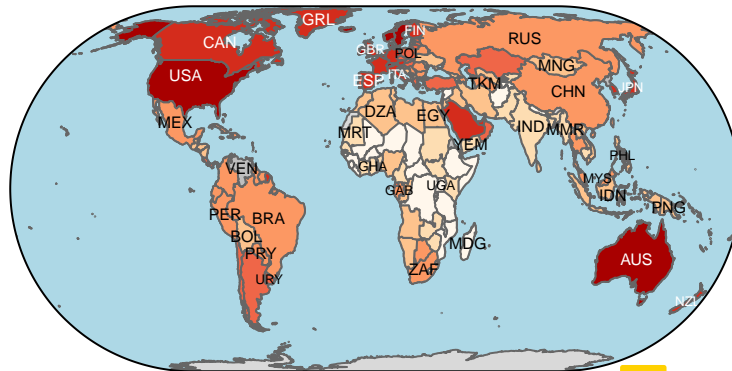 GRL
FIN
CAN
RUS
GBR
POL
USA
MNG
ITA
ESP
TKM
CHN
JPN
DZA
EGY
MEX
MRT
IND
MMR
YEM
PHL
GHA
VEN
MYS
UGA
GAB
IDN
PNG
PER
BRA
BOL
MDG
PRY
AUS
ZAF
URY
NZL